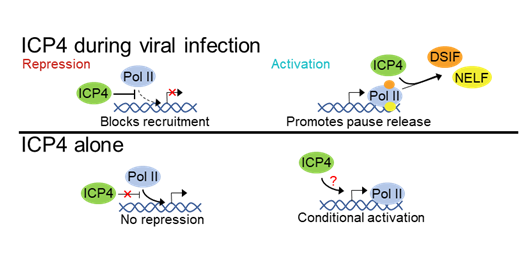 ICP4 during viral infection
Repression
Activation
Pol II
ICP4
Blocks recruitment
ICP4
DSIF
NELF
Pol II
Promotes pause release
ICP4 alone
Pol II
ICP4
No repression
ICP4
?
Pol II
Conditional activation